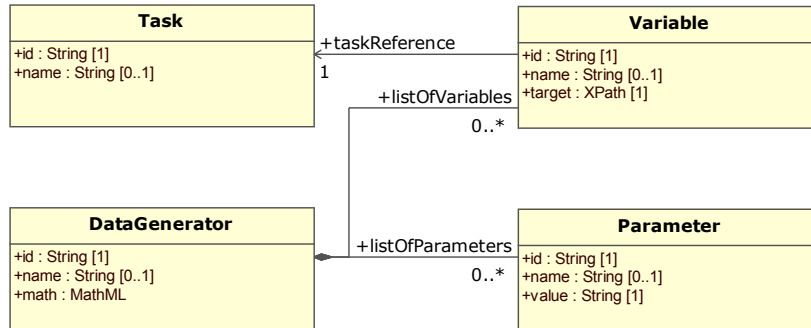 Task
+id : String [1]
+name : String [0..1]
+taskReference
1
Variable
+id : String [1]
+name : String [0..1]
+target : XPath [1]
+listOfVariables
0..*
DataGenerator
+id : String [1]
+name : String [0..1]
+math : MathML
+listOfParameters
0..*
Parameter
+id : String [1]
+name : String [0..1]
+value : String [1]